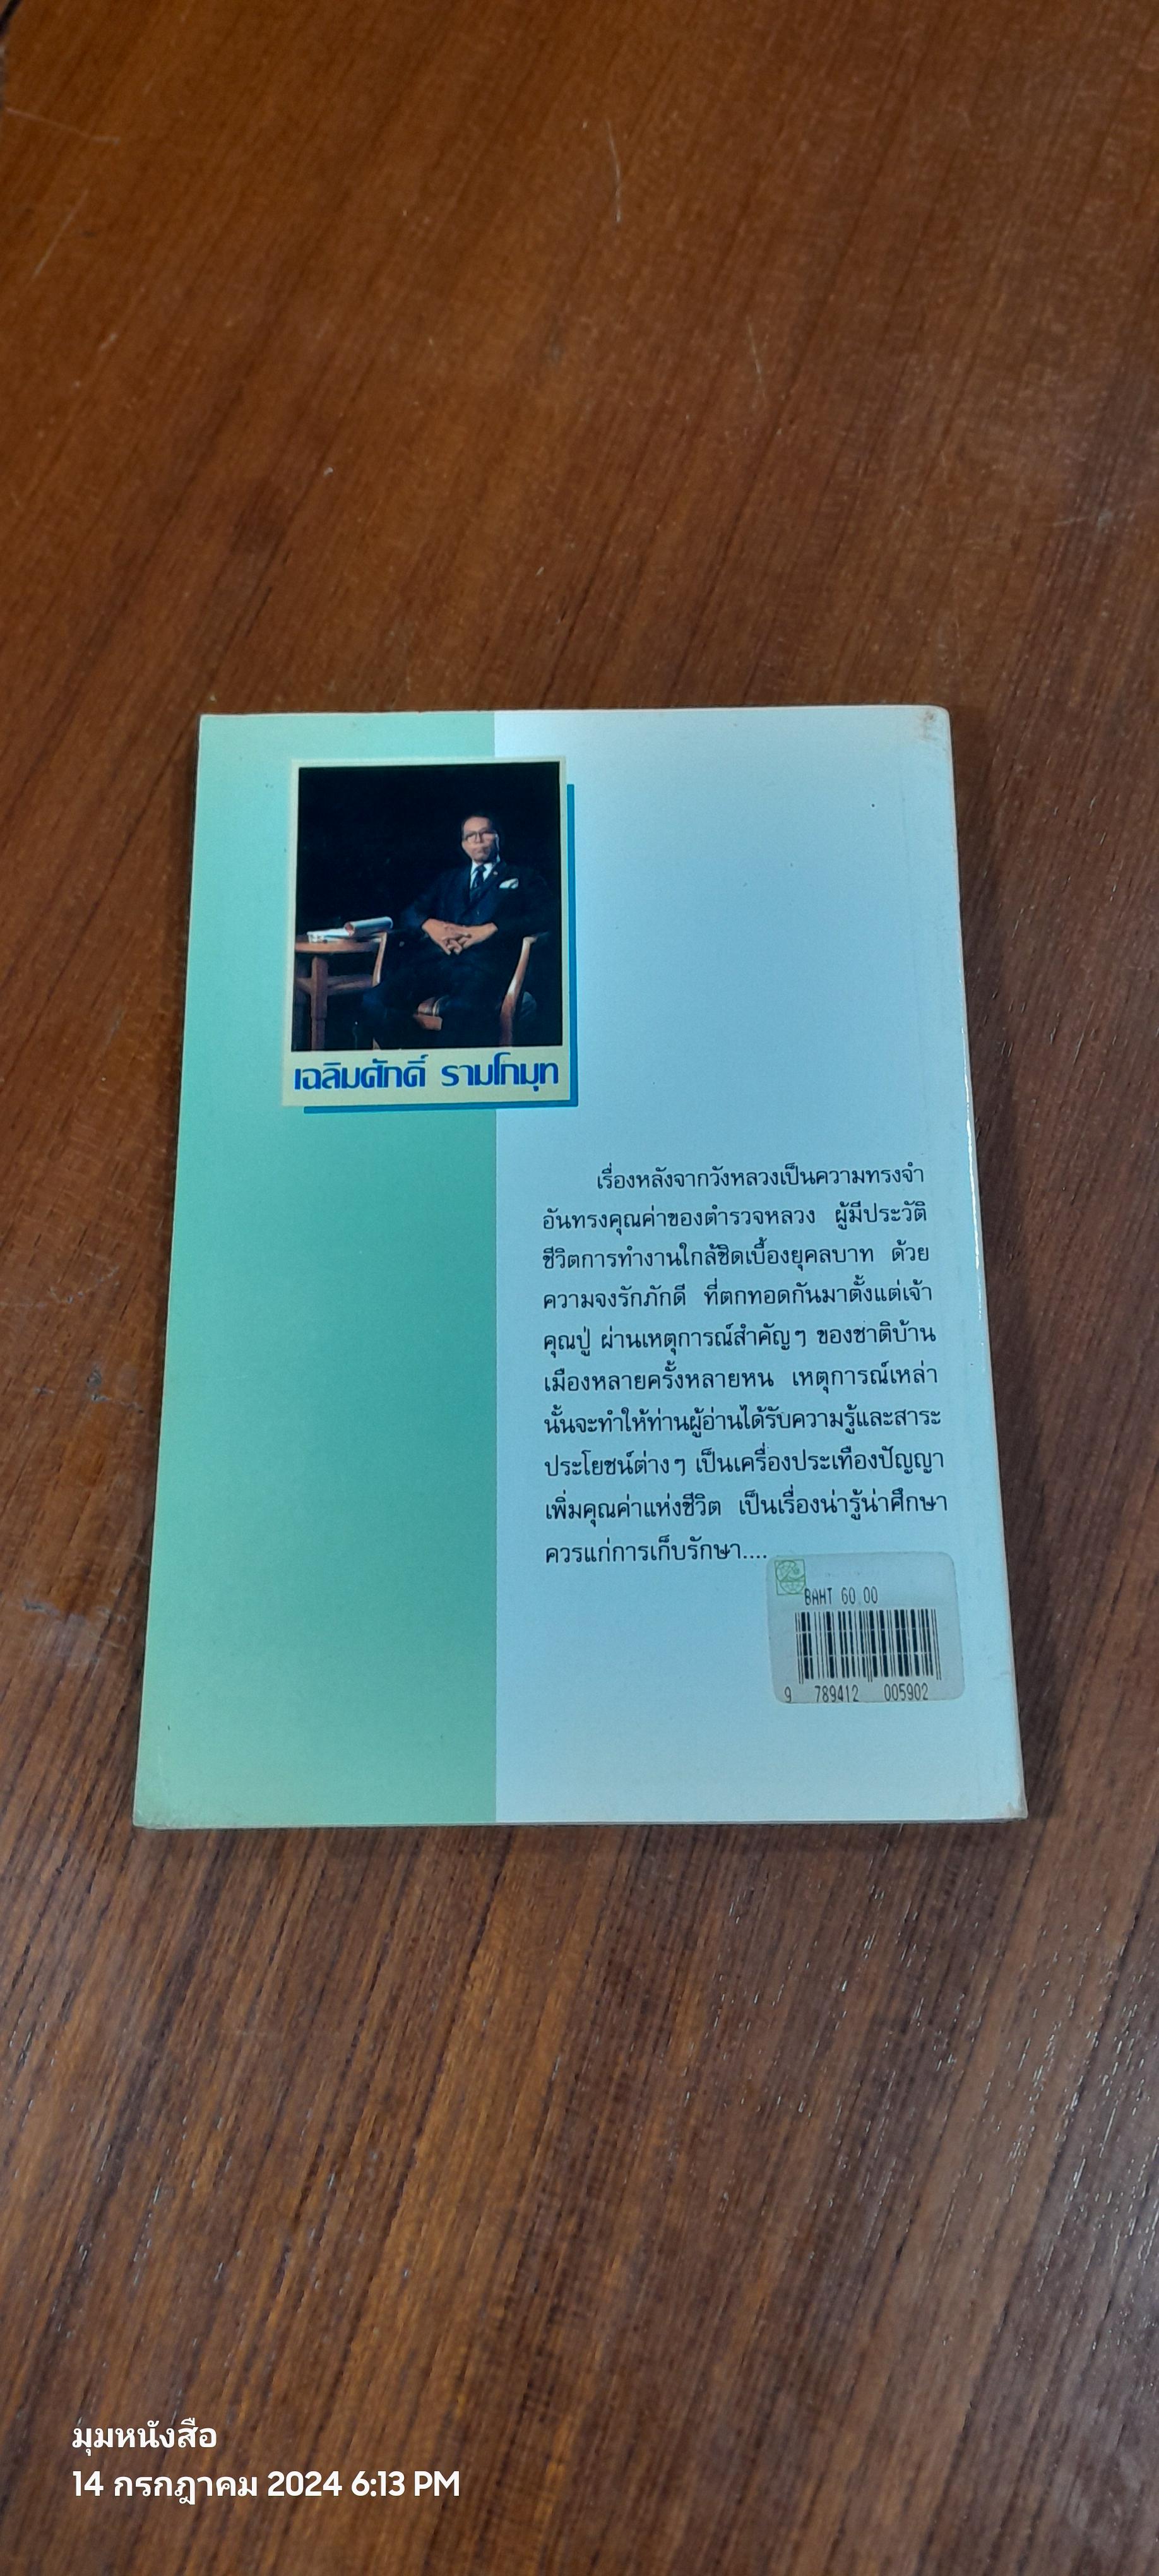 เฉลิมศักดิ์ รามโกมุท
เรื่องหลังจากวังหลวงเป็นความทรงจำ
อันทรงคุณค่าของตำรวจหลวง ผู้มีประวัติ
ชีวิตการทำงานใกล้ชิดเบื้องยุคลบาท ด้วย
ความจงรักภักดี ที่ตกทอดกันมาตั้งแต่เจ้า
คุณปู่ ผ่านเหตุการณ์สำคัญๆ ของชาติบ้าน
เมืองหลายครั้งหลายหน เหตุการณ์เหล่า
นั้นจะทำให้ท่านผู้อ่านได้รับความรู้และสาระ
ประโยชน์ต่างๆ เป็นเครื่องประเทืองปัญญา
เพิ่มคุณค่าแห่งชีวิต เป็นเรื่องน่ารู้น่าศึกษา
ควรแก่การเก็บรักษา....
BAHT 60.00
9 789412 005902
มุมหนังสือ
14 กรกฎาคม 2024 6:13 PM